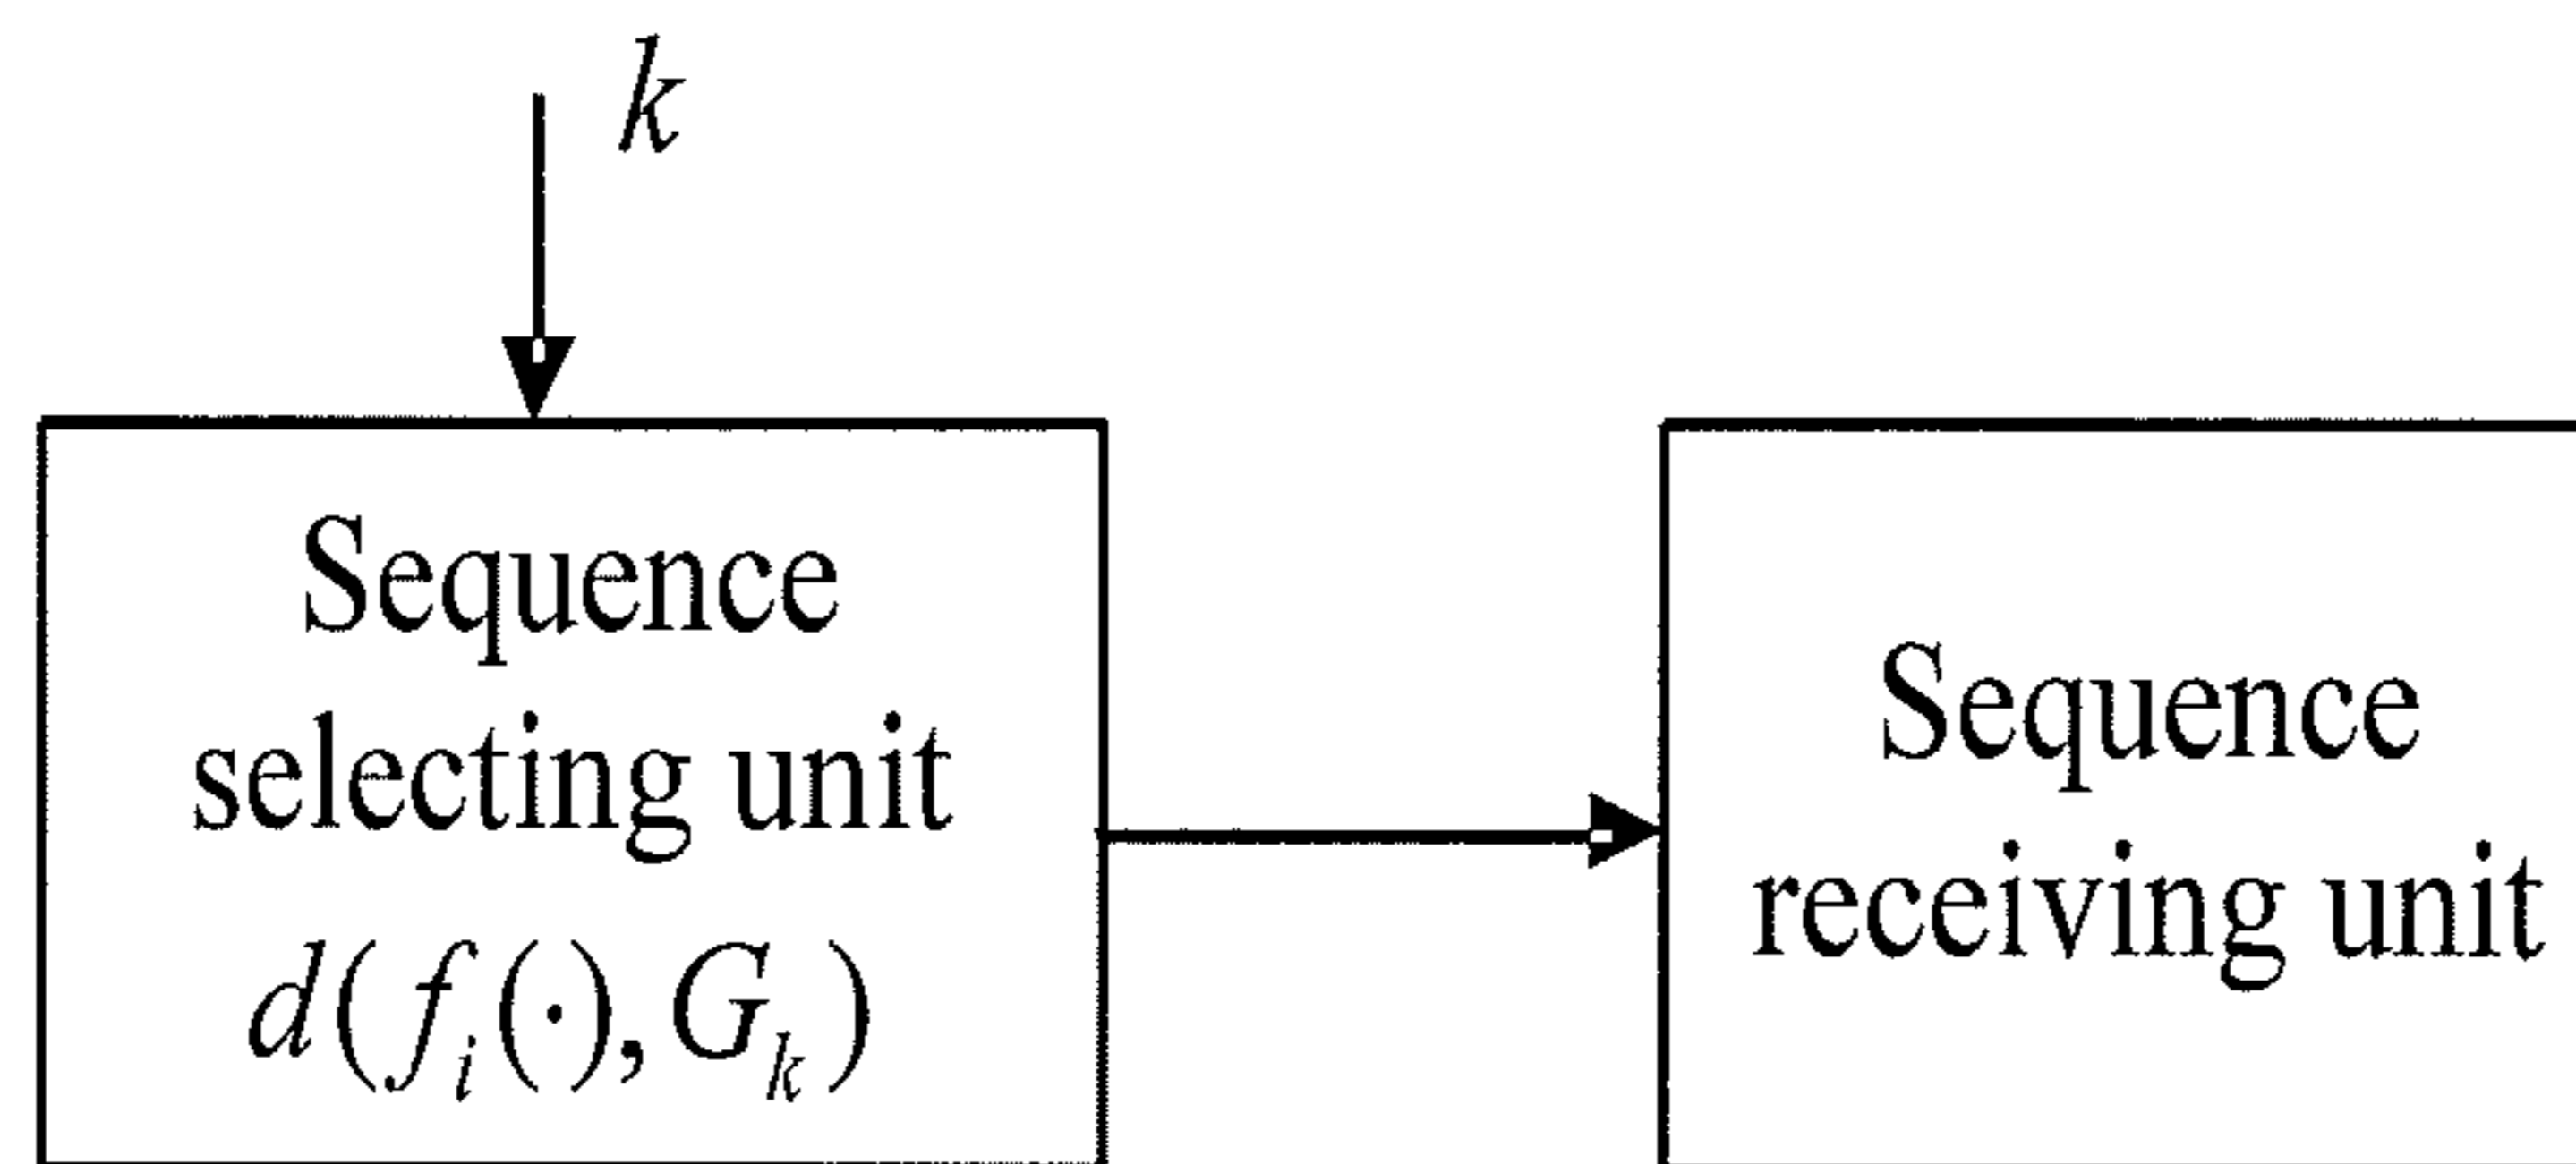 k
Sequence
selecting unit
d(f_i(·),G_k)
Sequence
receiving unit